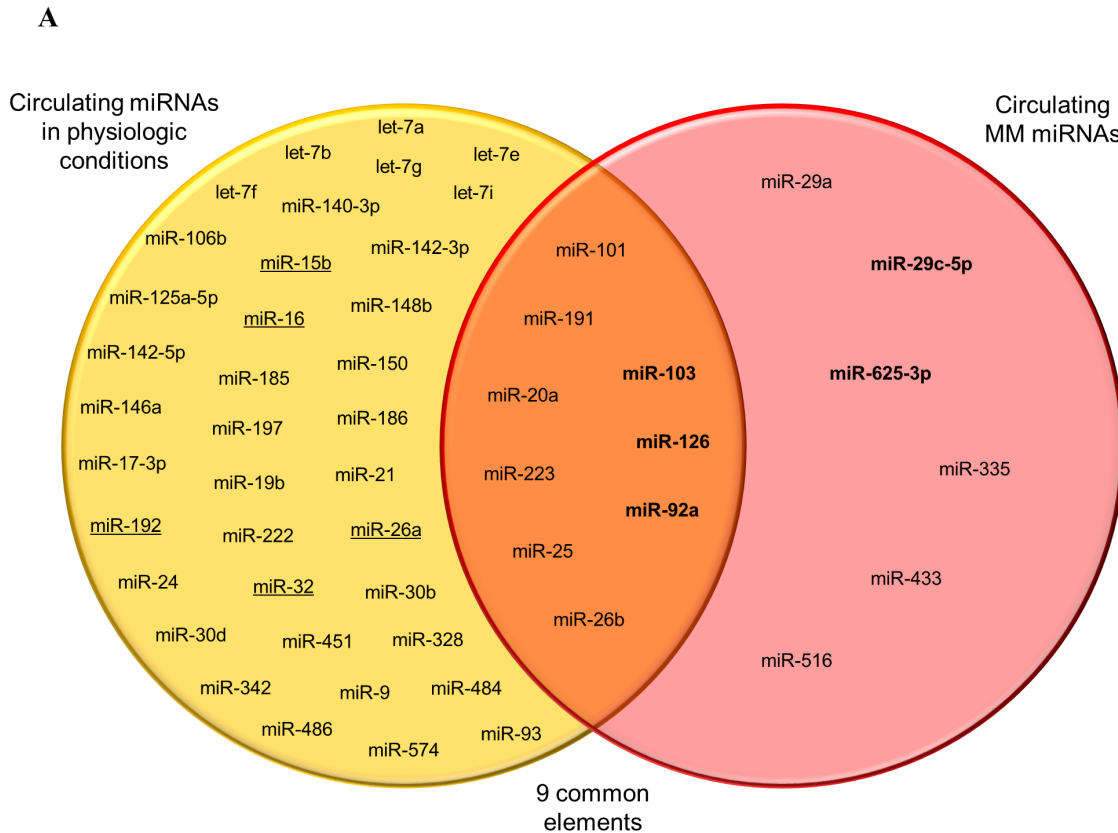 A
Circulating miRNAs
in physiologic
conditions
Circulating
MM miRNAs
let-7a
let-7b
let-7e
let-7g
let-7f
let-7i
miR-140-3p
miR-106b
miR-142-3p
miR-15b
miR-125a-5p
miR-148b
miR-16
miR-142-5p
miR-150
miR-185
miR-146a
miR-186
miR-197
miR-17-3p
miR-21
miR-19b
miR-192
miR-26a
miR-222
miR-24
miR-32
miR-30b
miR-30d
miR-451
miR-328
miR-342
miR-9
miR-484
miR-486
miR-93
miR-574
miR-101
miR-191
miR-103
miR-20a
miR-126
miR-223
miR-92a
miR-25
miR-26b
miR-29a
miR-29c-5p
miR-625-3p
miR-335
miR-433
miR-516
9 common
elements